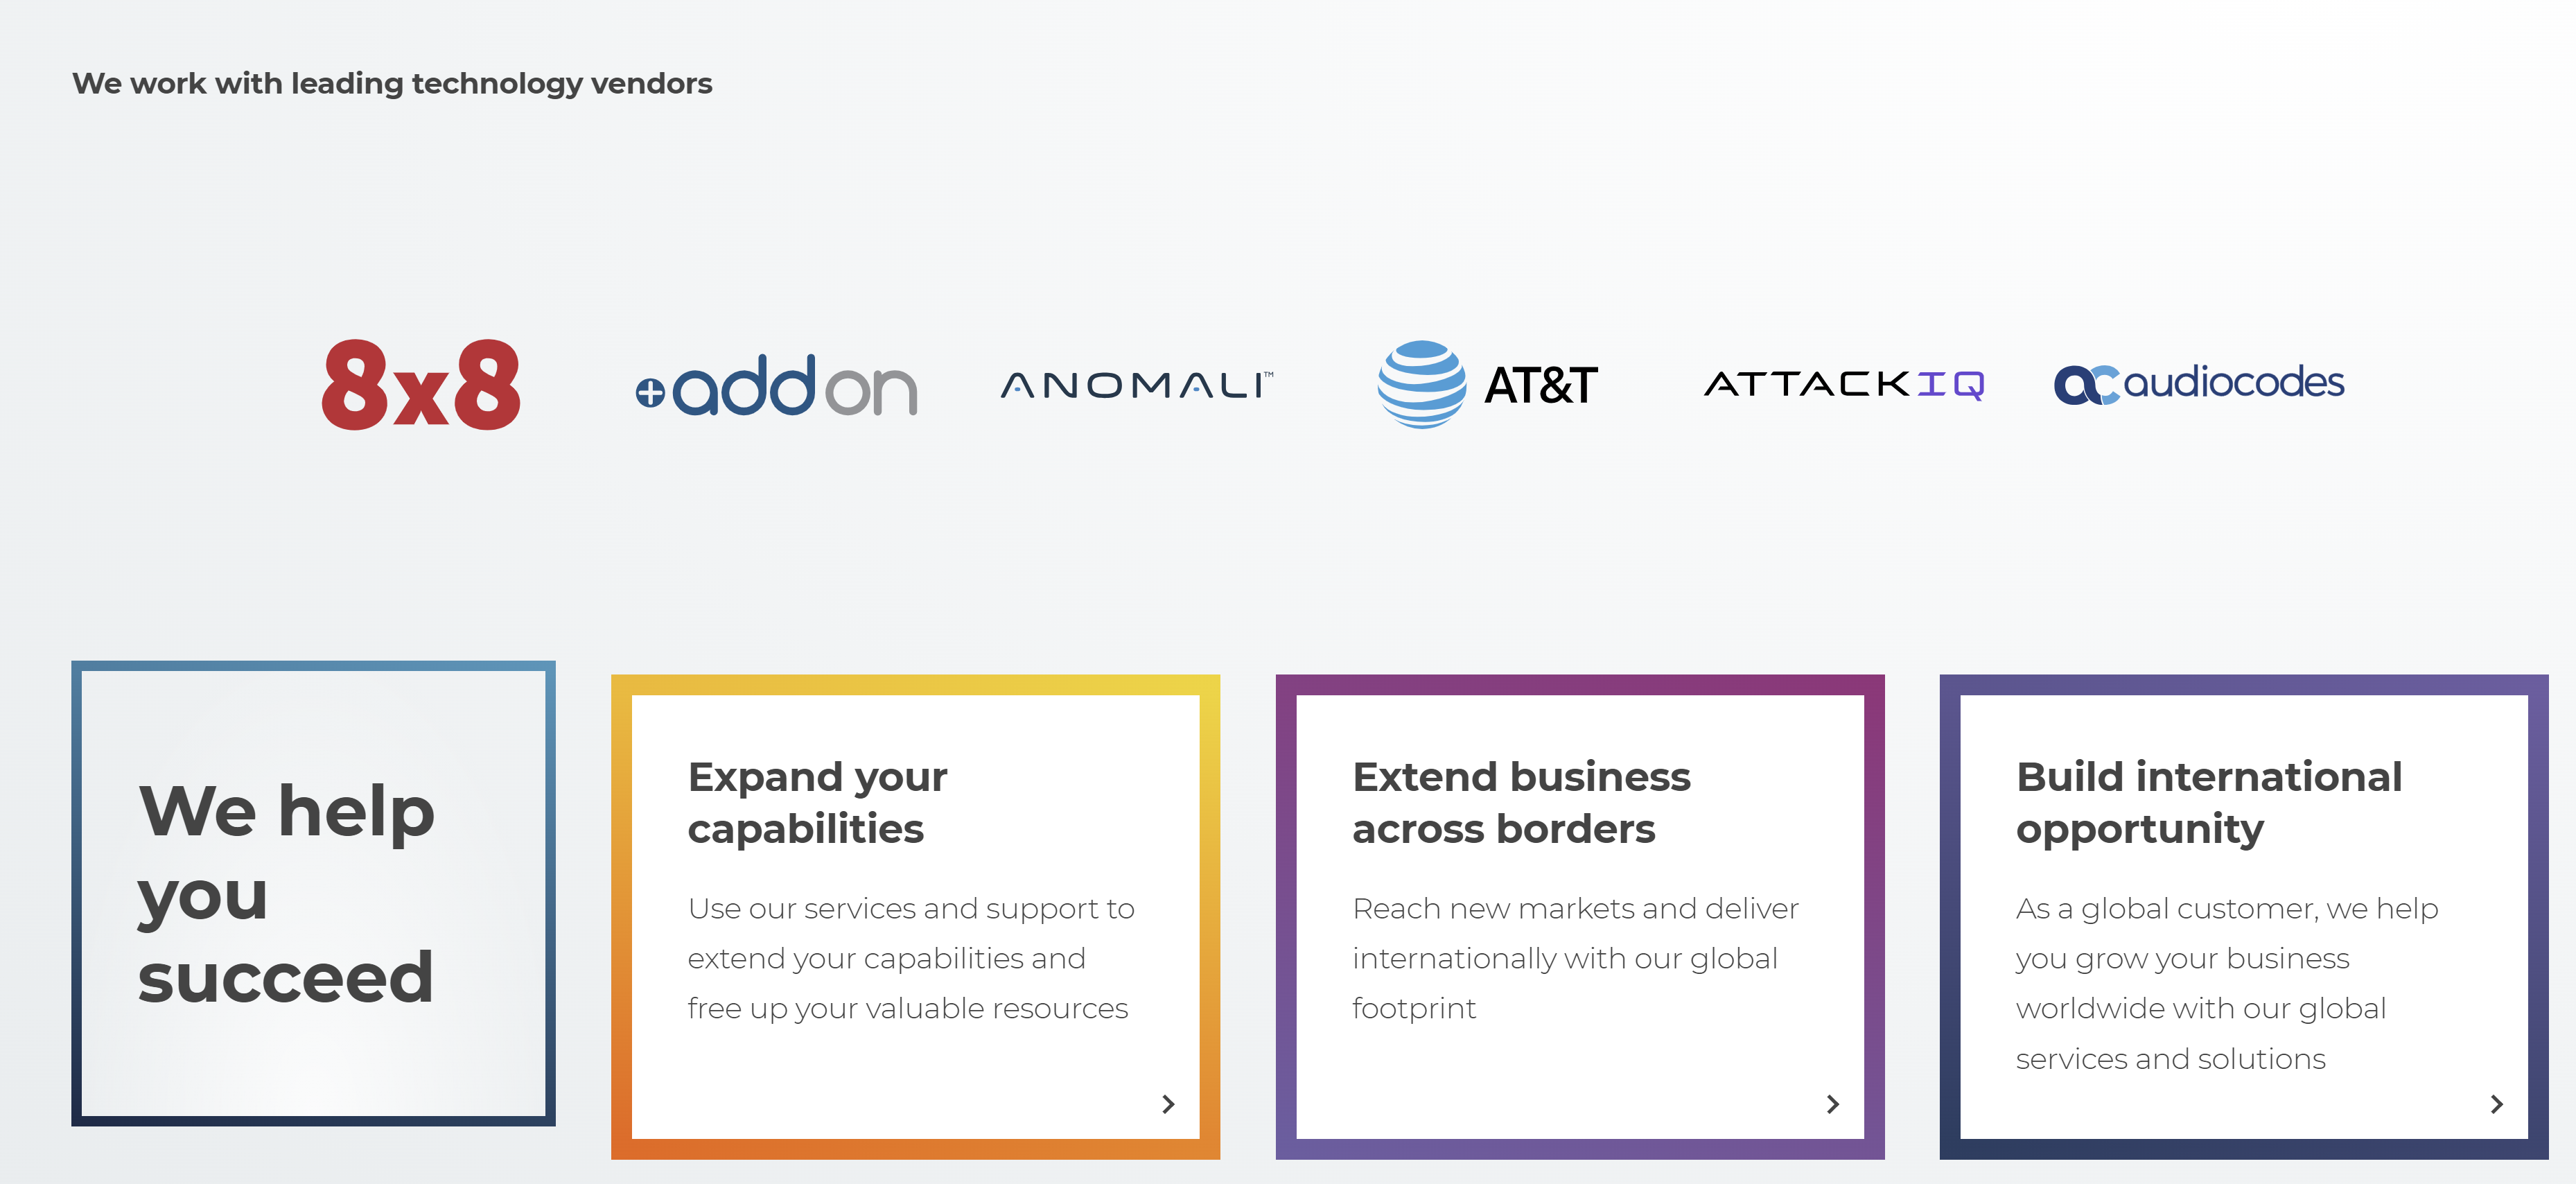 We work with leading technology vendors
8x8
addon
ANOMALI™
AT&T
ATTACKIQ
ac audiocodes
We help
you
succeed
Expand your
capabilities
Use our services and support to
extend your capabilities and
free up your valuable resources
Extend business
across borders
Reach new markets and deliver
internationally with our global
footprint
Build international
opportunity
As a global customer, we help
you grow your business
worldwide with our global
services and solutions